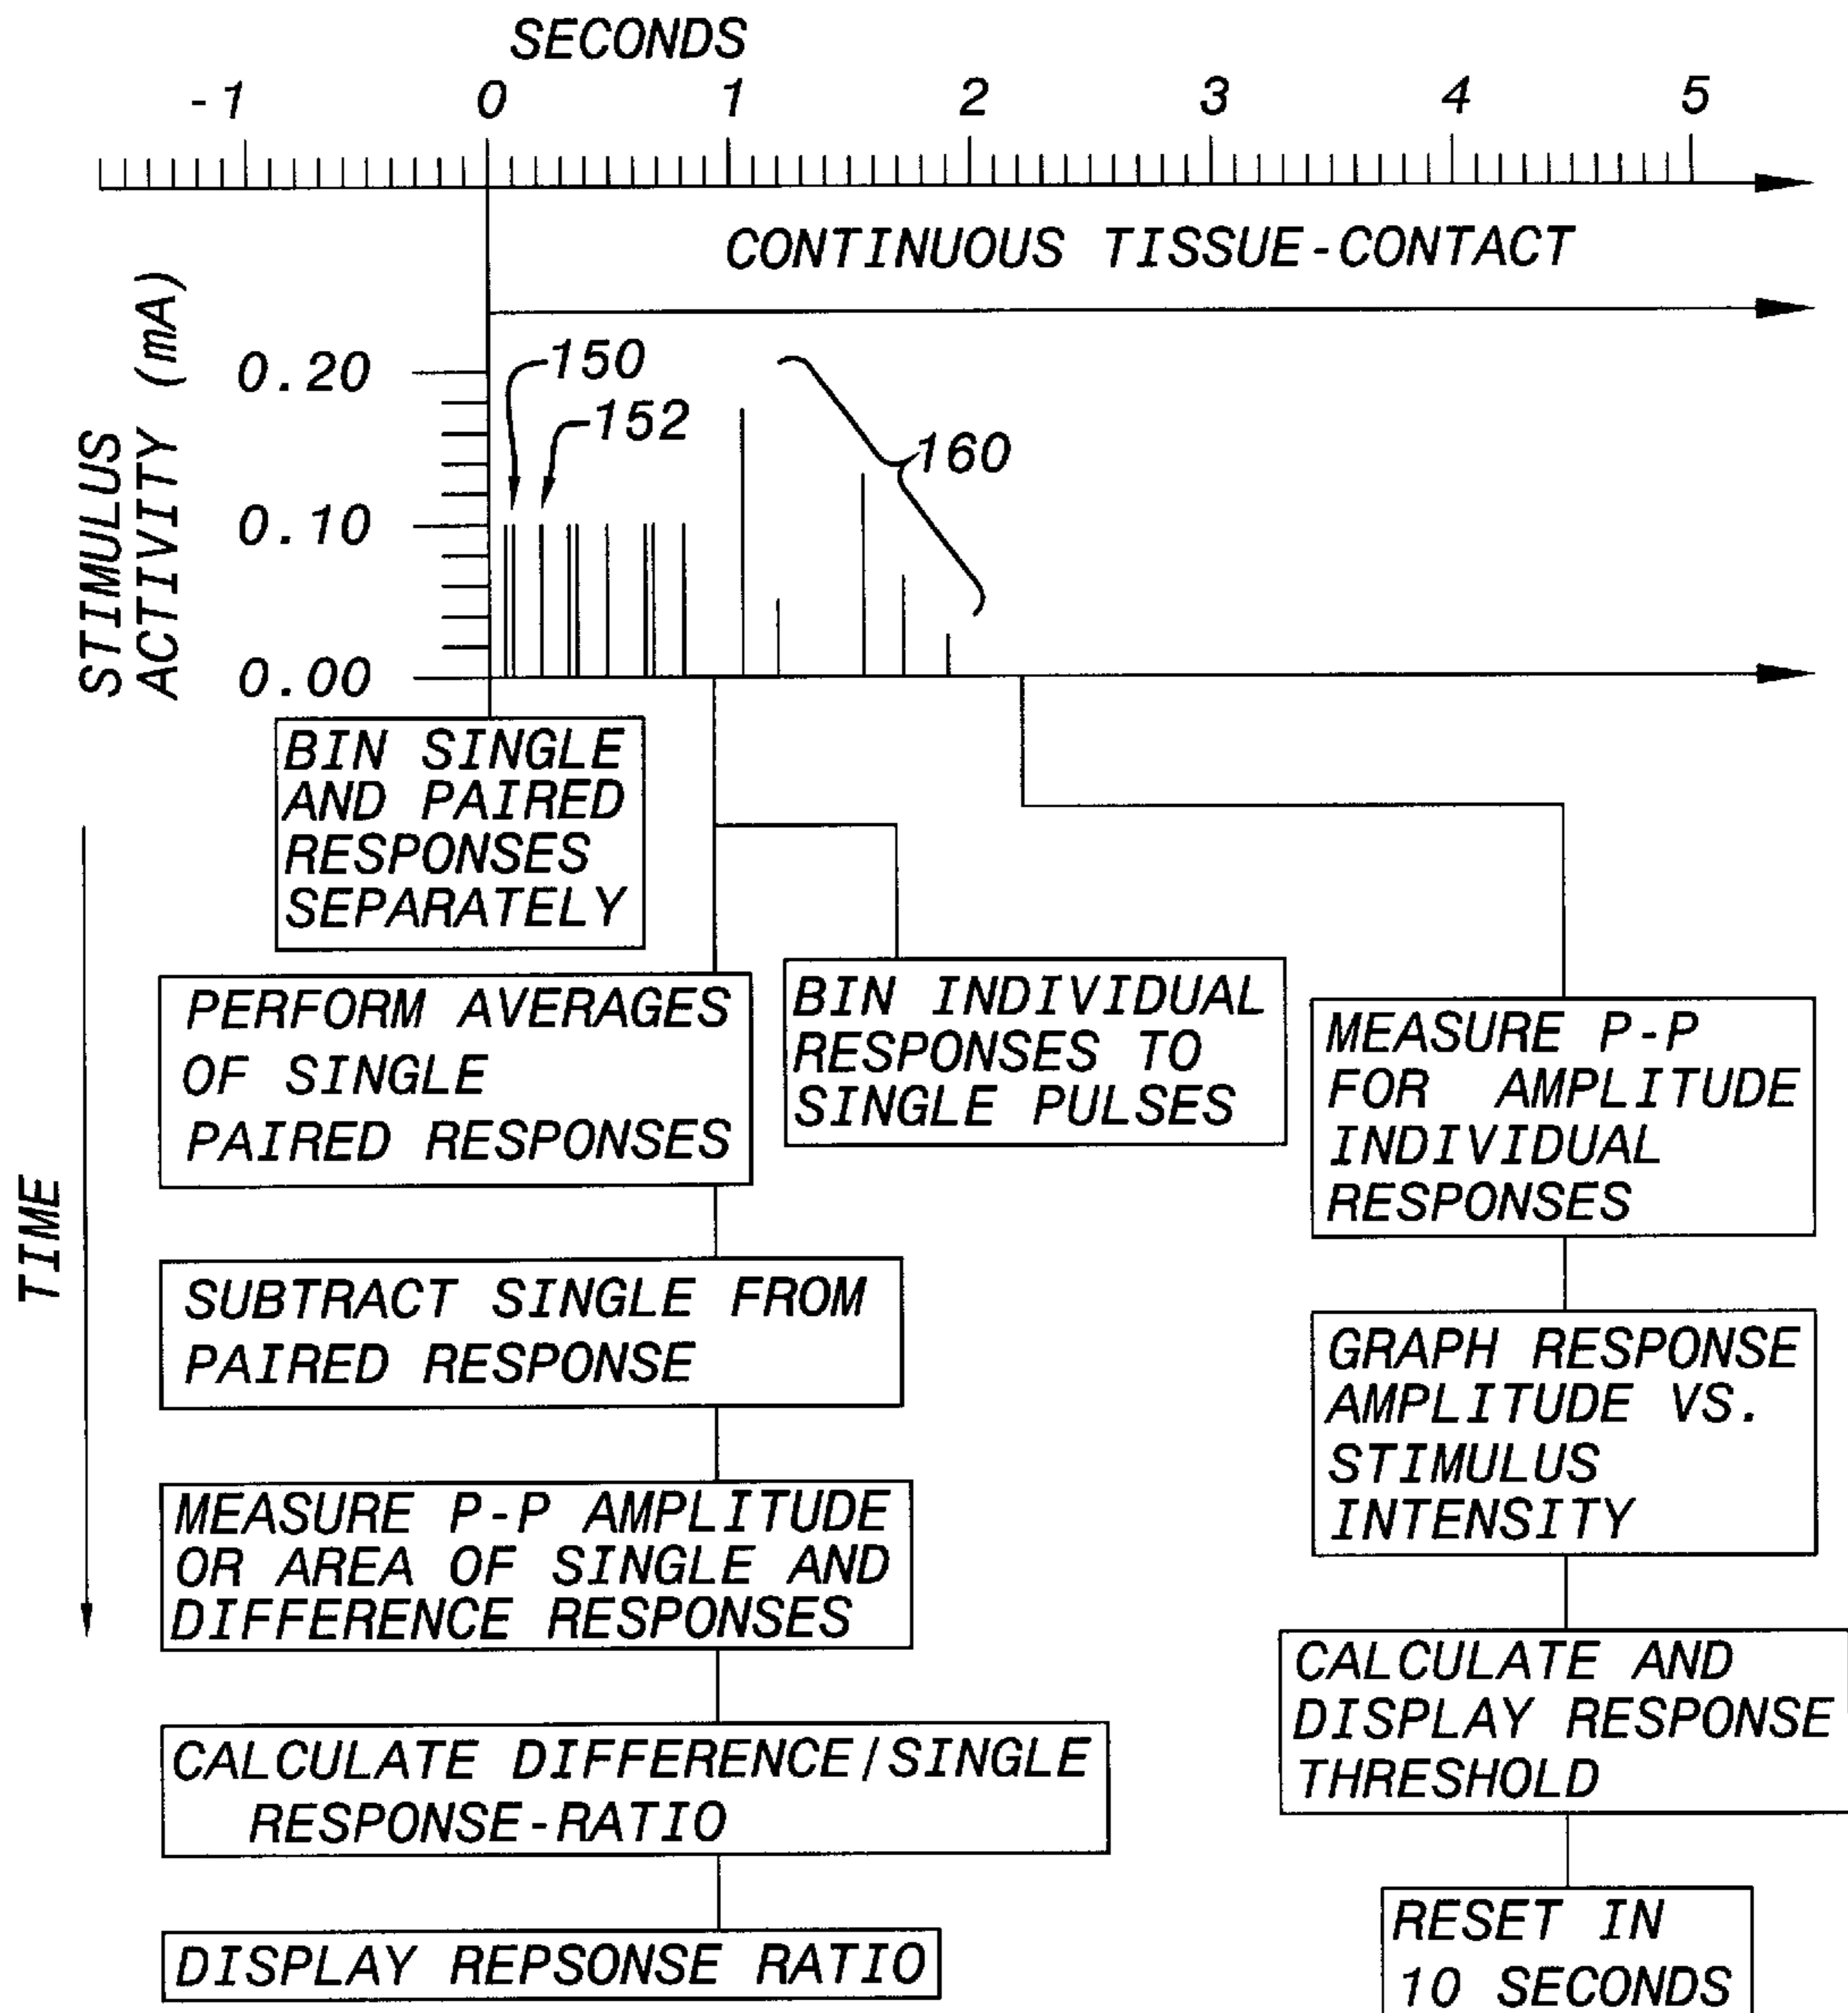 SECONDS
-1 0 1 2 3 4 5
CONTINUOUS TISSUE-CONTACT
STIMULUS
ACTIVITY (mA)
0.20
0.10
0.00
150
152
160
BIN SINGLE
AND PAIRED
RESPONSES
SEPARATELY
TIME
PERFORM AVERAGES
OF SINGLE
PAIRED RESPONSES
BIN INDIVIDUAL
RESPONSES TO
SINGLE PULSES
MEASURE P-P
FOR AMPLITUDE
INDIVIDUAL
RESPONSES
SUBTRACT SINGLE FROM
PAIRED RESPONSE
GRAPH RESPONSE
AMPLITUDE VS.
STIMULUS
INTENSITY
MEASURE P-P AMPLITUDE
OR AREA OF SINGLE AND
DIFFERENCE RESPONSES
CALCULATE AND
DISPLAY RESPONSE
THRESHOLD
CALCULATE DIFFERENCE/SINGLE
RESPONSE-RATIO
RESET IN
10 SECONDS
DISPLAY REPSONSE RATIO